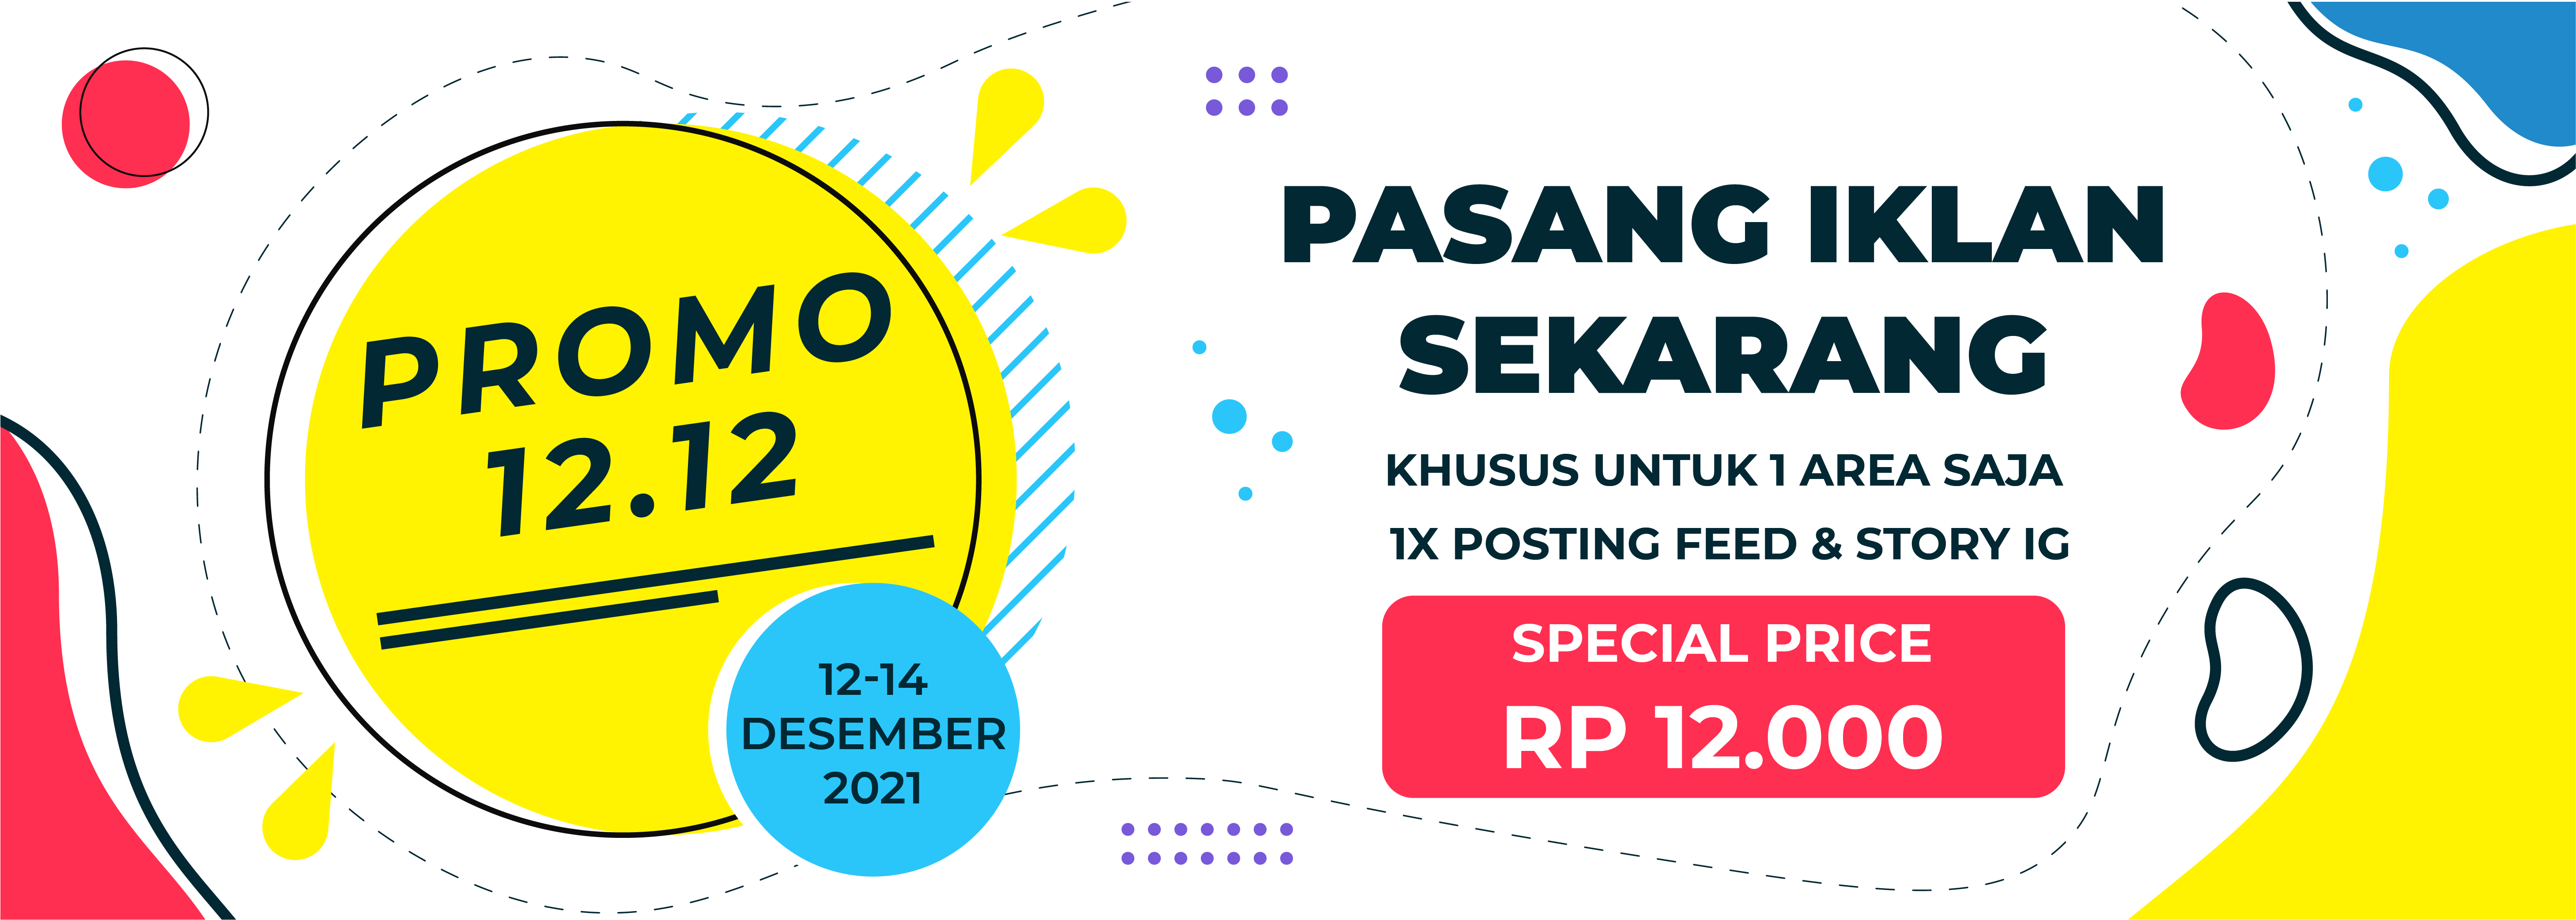 PROMO
12.12
12-14
DESEMBER
2021
PASANG IKLAN
SEKARANG
KHUSUS UNTUK 1 AREA SAJA
1X POSTING FEED & STORY IG
SPECIAL PRICE
RP 12.000